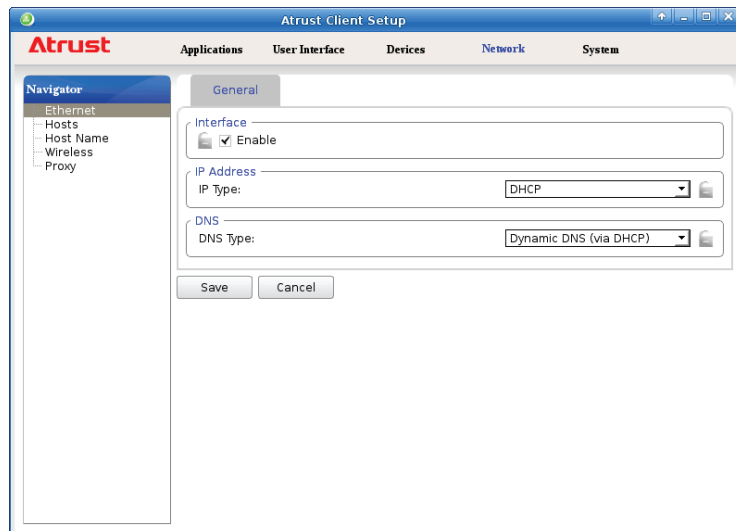 Atrust Client Setup
Atrust
Applications User Interface Devices Network System
Navigator
Ethernet
Hosts
Host Name
Wireless
Proxy
General
Interface
Enable
IP Address
IP Type: DHCP
DNS
DNS Type: Dynamic DNS (via DHCP)
Save Cancel